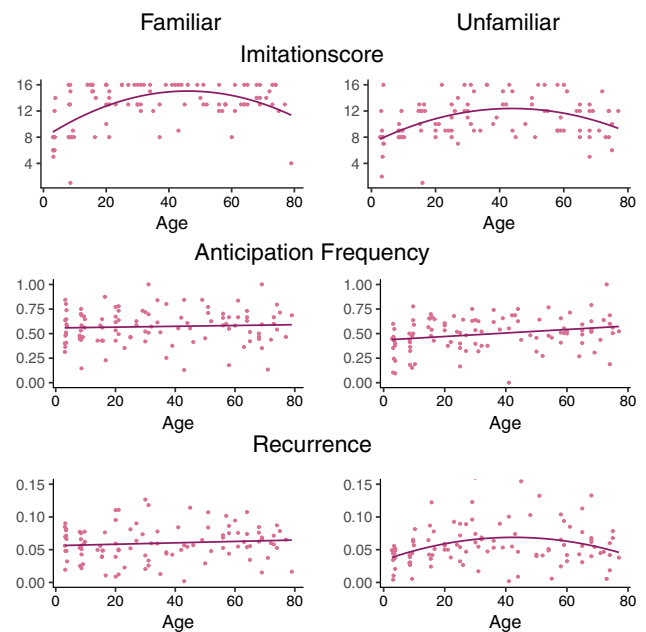 Familiar Unfamiliar
Imitationscore
16 16
12 12
8 8
4 4
0 20 40 60 80 0 20 40 60 80
Age Age
Anticipation Frequency
1.00 1.00
0.75 0.75
0.50 0.50
0.25 0.25
0.00 0.00
0 20 40 60 80 0 20 40 60 80
Age Age
Recurrence
0.15 0.15
0.10 0.10
0.05 0.05
0.00 0.00
0 20 40 60 80 0 20 40 60 80
Age Age